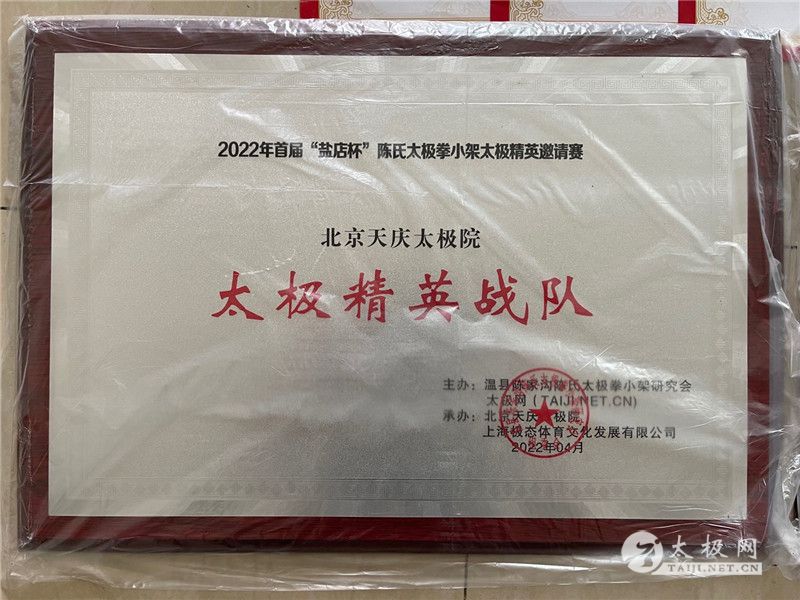 2022年首届“盐店杯”陈氏太极拳小架太极精英邀请赛
北京天庆太极院
太极精英战队
主办：温县陈家沟陈氏太极拳小架研究会
太极网（TAIJI.NET.CN）
承办：北京天庆 极院
上海极态体育文化发展有限公司
2022年04月
太极网
TAIJI.NET.CN